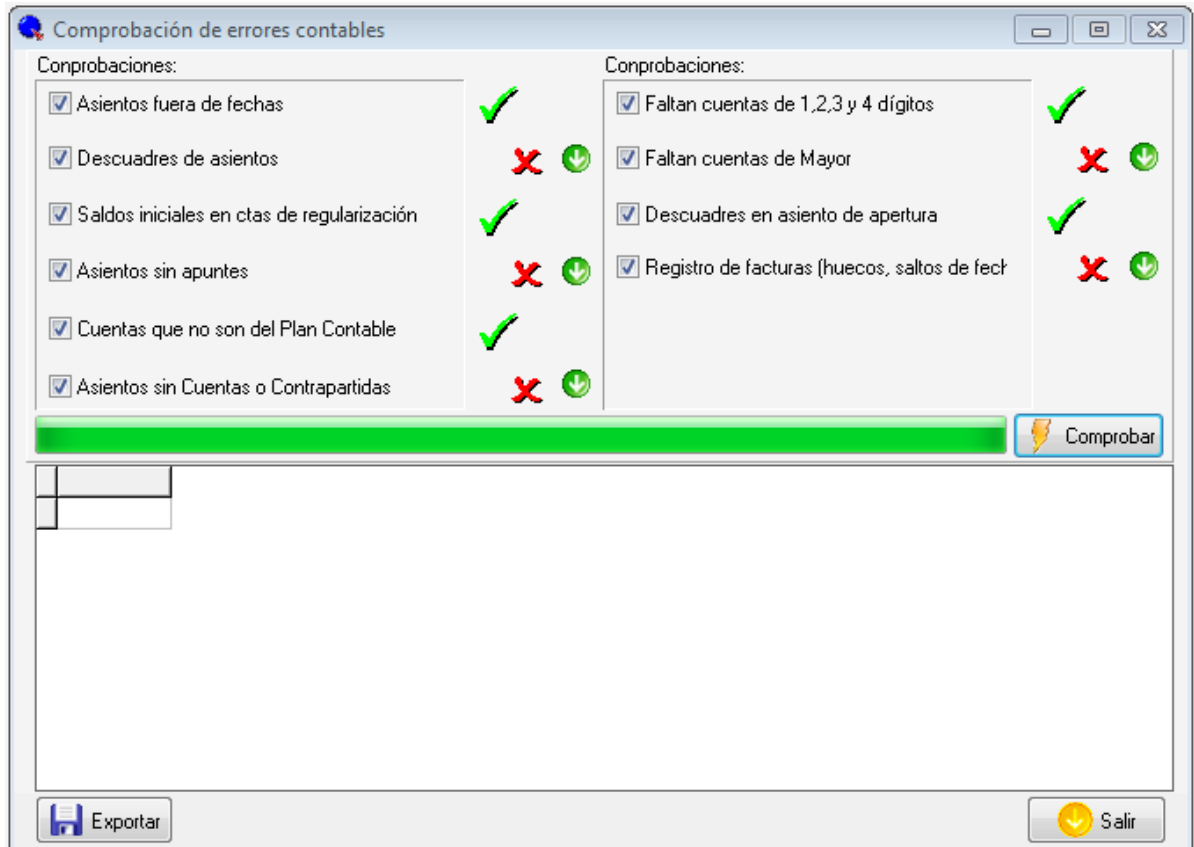 Comprobación de errores contables
Conprobaciones:
Asientos fuera de fechas
Descuadres de asientos
Saldos iniciales en ctas de regularización
Asientos sin apuntes
Cuentas que no son del Plan Contable
Asientos sin Cuentas o Contrapartidas
Conprobaciones:
Faltan cuentas de 1,2,3 y 4 dígitos
Faltan cuentas de Mayor
Descuadres en asiento de apertura
Registro de facturas (huecos, saltos de fech
Comprobar
Exportar
Salir